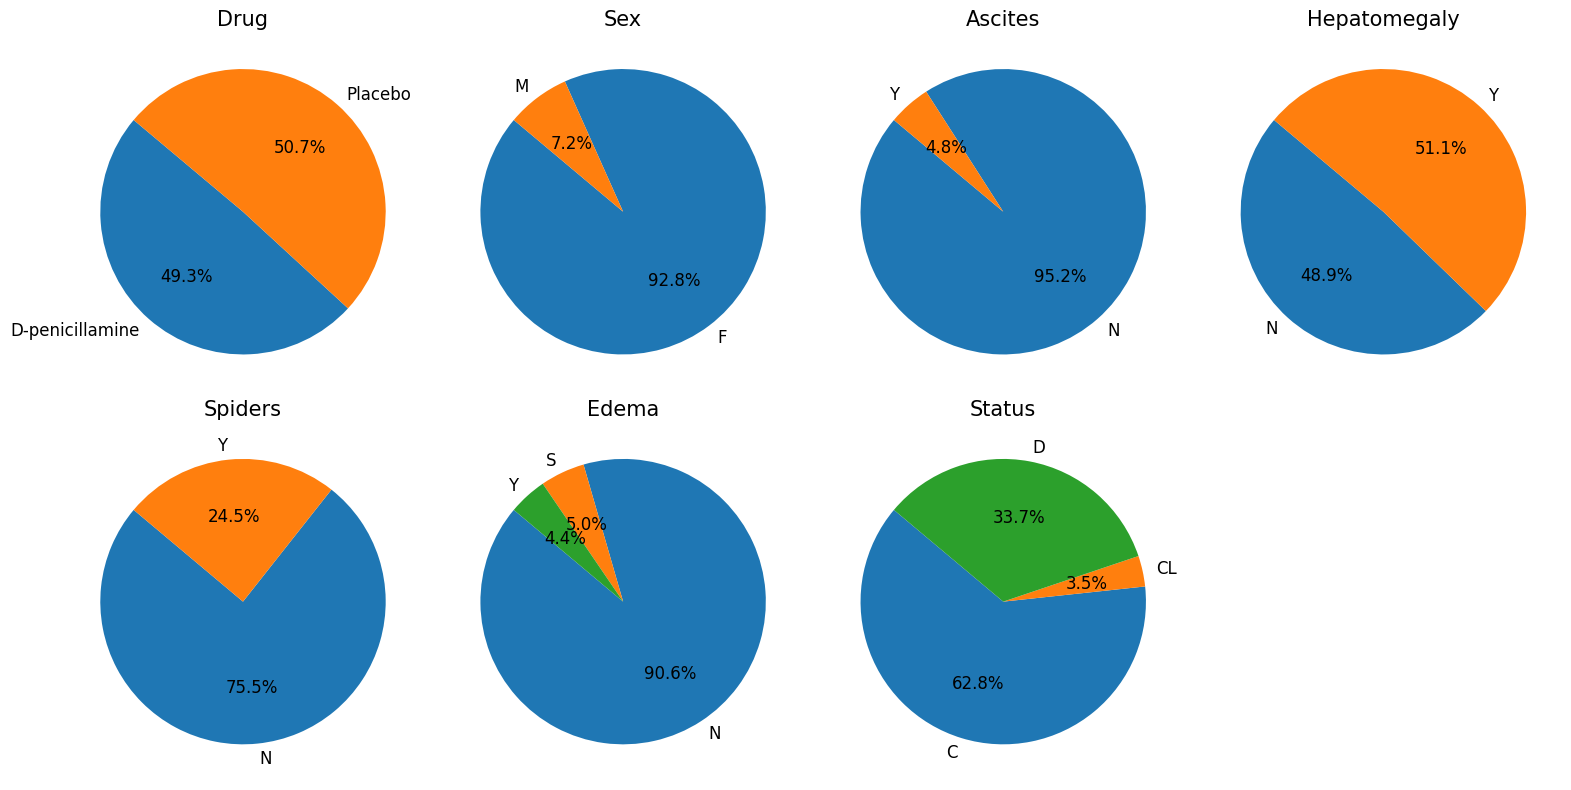 Drug
Placebo
50.7%
49.3%
D-penicillamine
Sex
M
7.2%
92.8%
F
Ascites
Y
4.8%
95.2%
N
Hepatomegaly
Y
51.1%
48.9%
N
Spiders
Y
24.5%
75.5%
N
Edema
S
Y
5.0%
4.4%
90.6%
N
Status
D
33.7%
CL
3.5%
62.8%
C